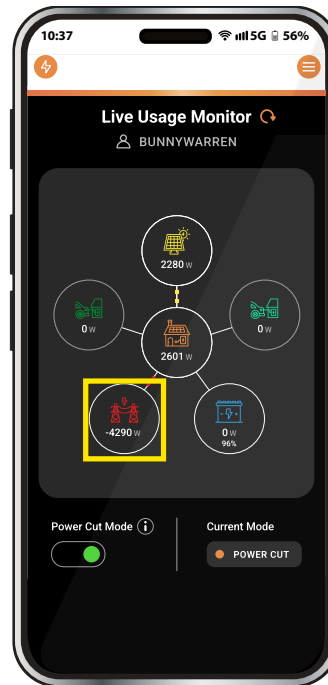 10:37 5G 56%
Live Usage Monitor
BUNNYWARREN
2280 W
0 W
0 W
2601 W
-4290 W
0 W
96%
Power Cut Mode i
Current Mode
POWER CUT